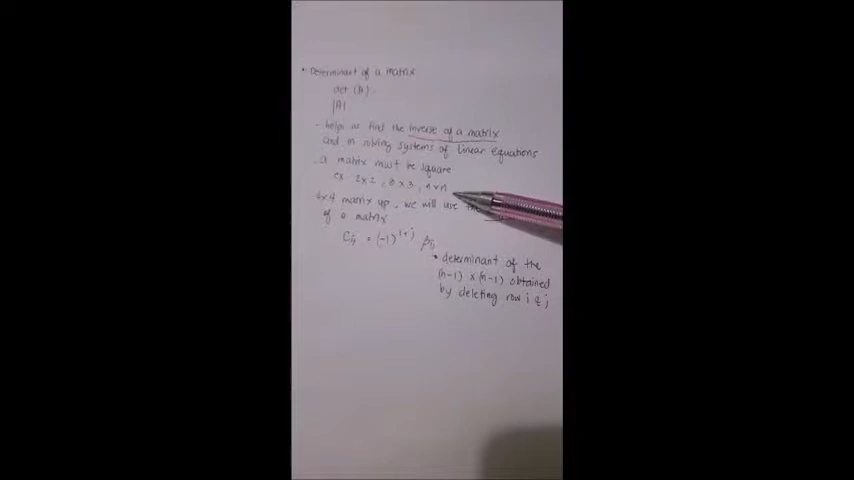 • Determinant of a matrix
det (A)
|A|
- helps us find the inverse of a matrix
and in solving systems of linear equations
- a matrix must be square
ex. 2x2, 3x3, nxn
4x4 matrix up, we will use the
of a matrix
Cij = (-1)^i+j
→ determinant of the
(n-1) x (n-1) obtained
by deleting row i & j